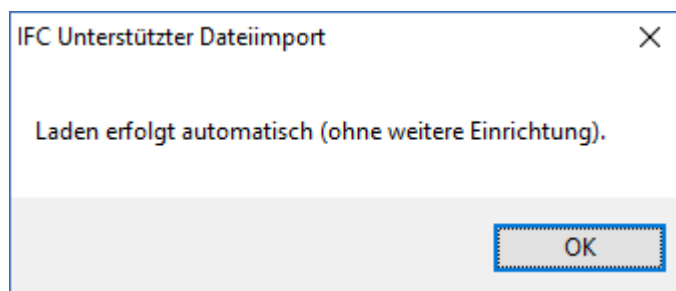 IFC Unterstützter Dateiimport
Laden erfolgt automatisch (ohne weitere Einrichtung).
OK